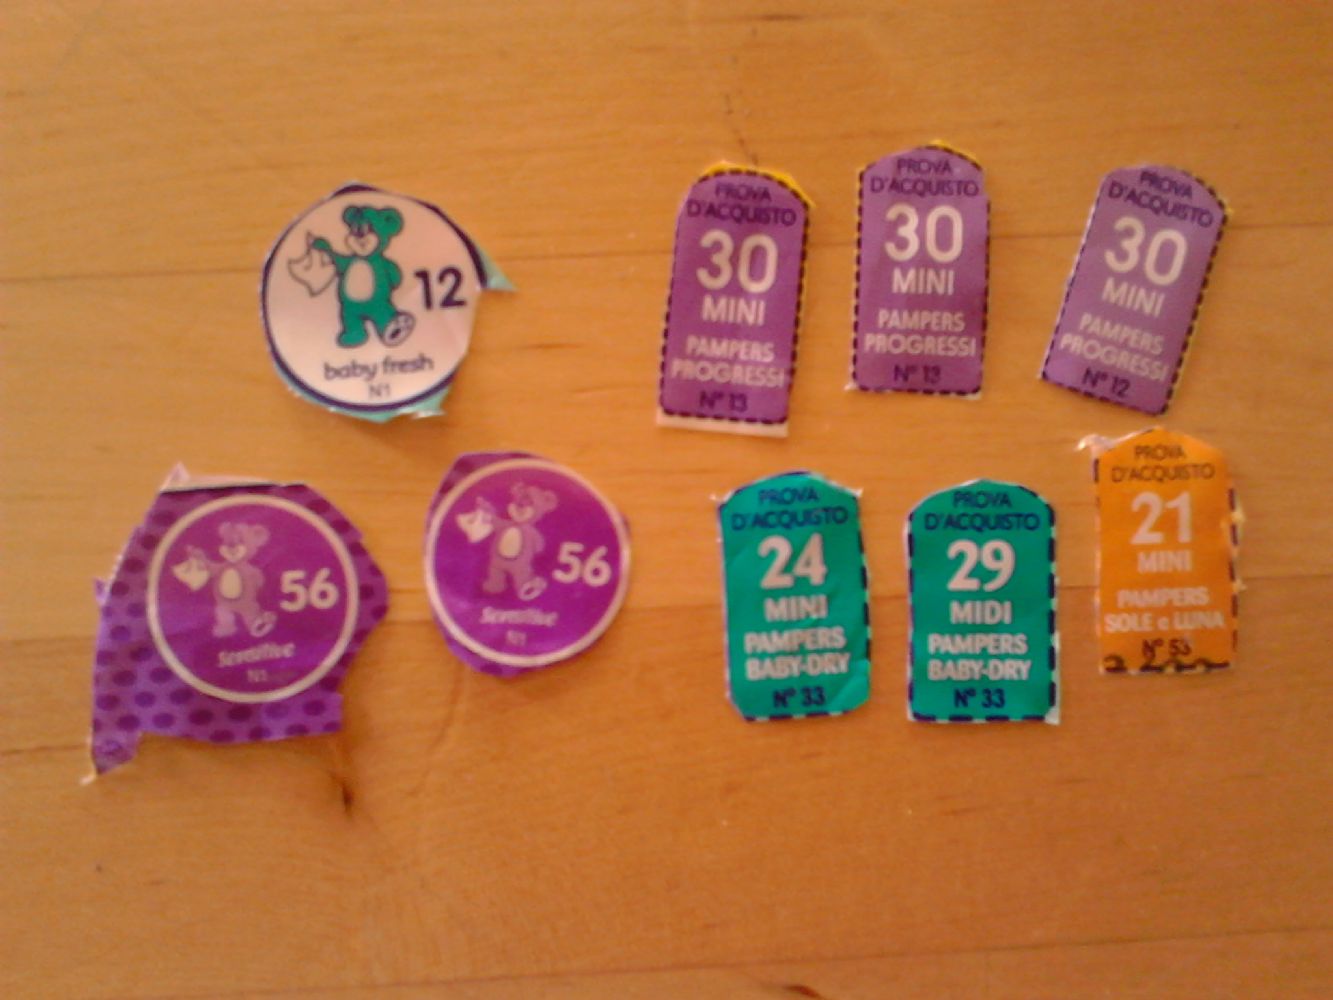 12
baby fresh
N1
PROVA
D'ACQUISTO
30
MINI
PAMPERS
PROGRESSI
N° 13
PROVA
D'ACQUISTO
30
MINI
PAMPERS
PROGRESSI
N° 13
PROVA
D'ACQUISTO
30
MINI
PAMPERS
PROGRESSI
N° 12
56
Sensitive
N1
56
Sensitive
N1
PROVA
D'ACQUISTO
24
MINI
PAMPERS
BABY-DRY
N° 33
PROVA
D'ACQUISTO
29
MIDI
PAMPERS
BABY-DRY
N° 33
PROVA
D'ACQUISTO
21
MINI
PAMPERS
SOLE e LUNA
N° 53